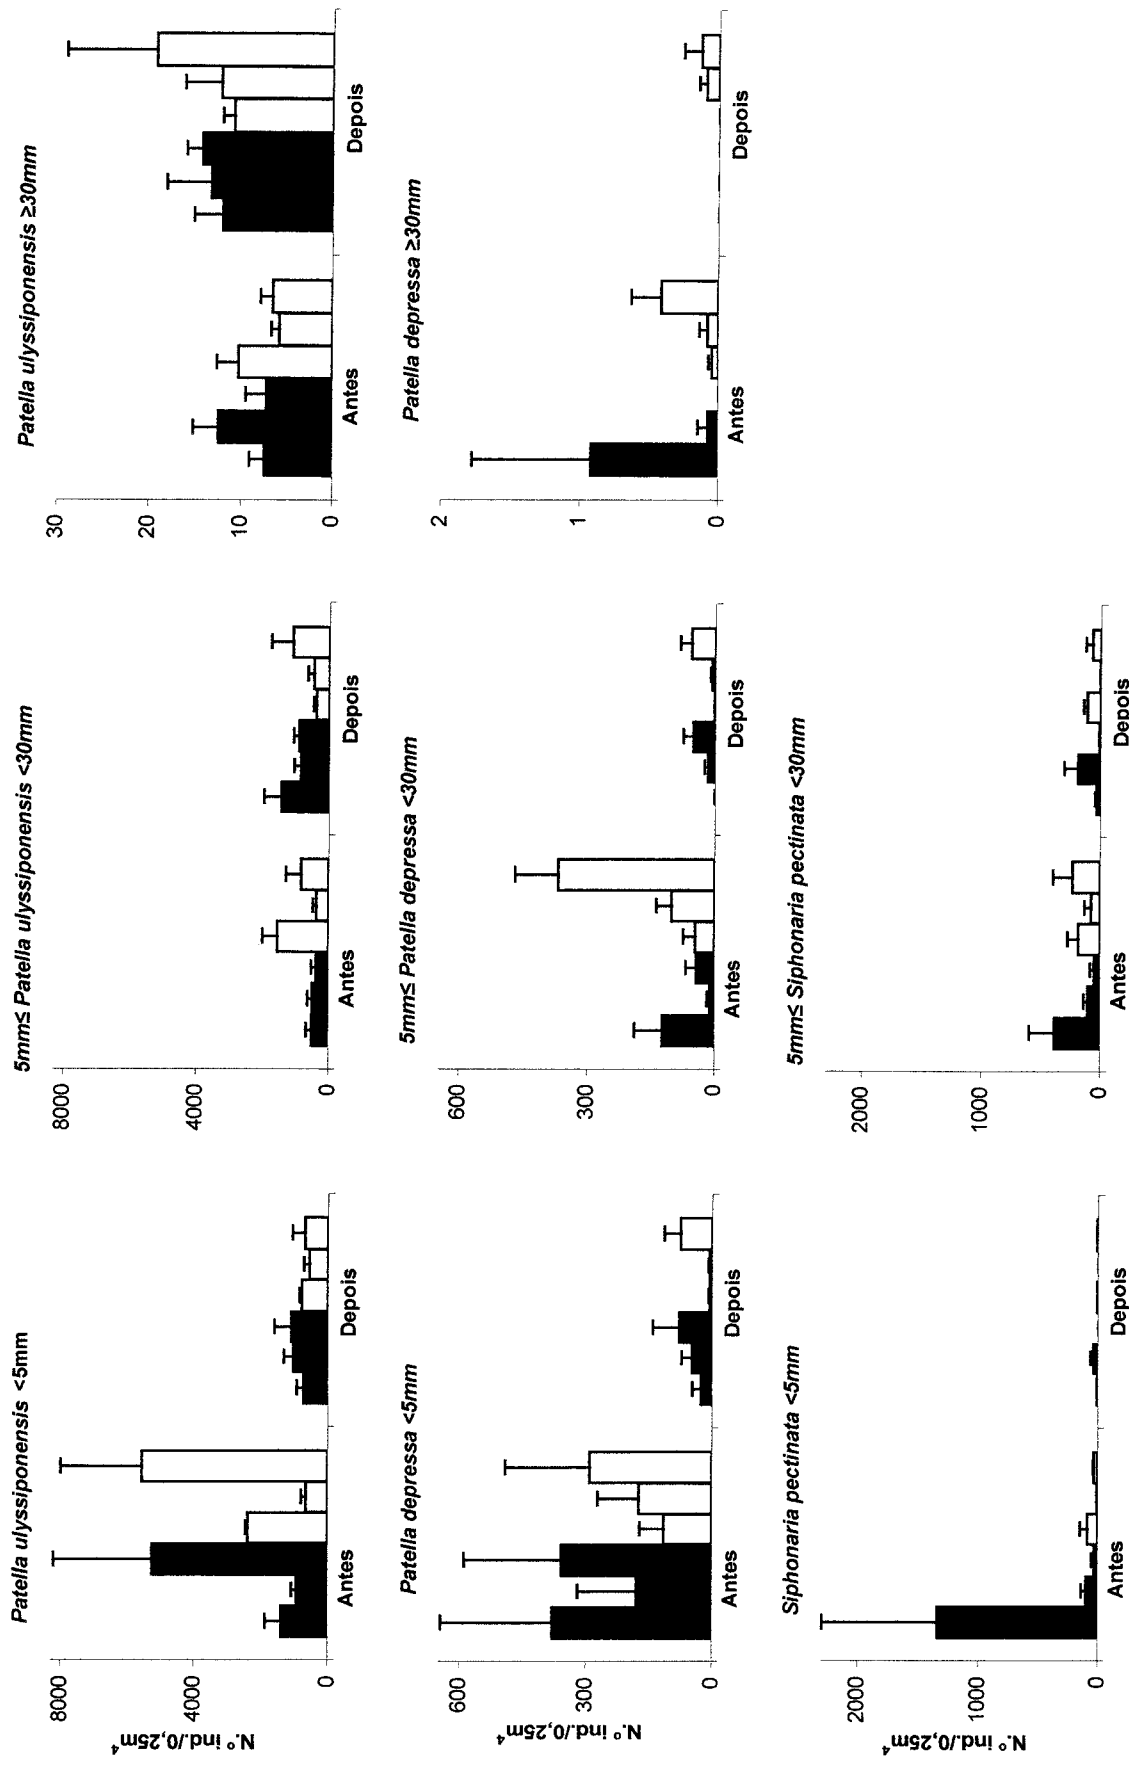 Patella ulyssiponensis <5mm
8000
4000
0
N.º ind./0,25m⁴
Antes
Depois
5mm≤ Patella ulyssiponensis <30mm
8000
4000
0
Antes
Depois
Patella ulyssiponensis ≥30mm
30
20
10
0
Antes
Depois
Patella depressa <5mm
600
300
0
N.º ind./0,25m⁴
Antes
Depois
5mm≤ Patella depressa <30mm
600
300
0
Antes
Depois
Patella depressa ≥30mm
2
1
0
Antes
Depois
Siphonaria pectinata <5mm
2000
1000
0
N.º ind./0,25m⁴
Antes
Depois
5mm≤ Siphonaria pectinata <30mm
2000
1000
0
Antes
Depois